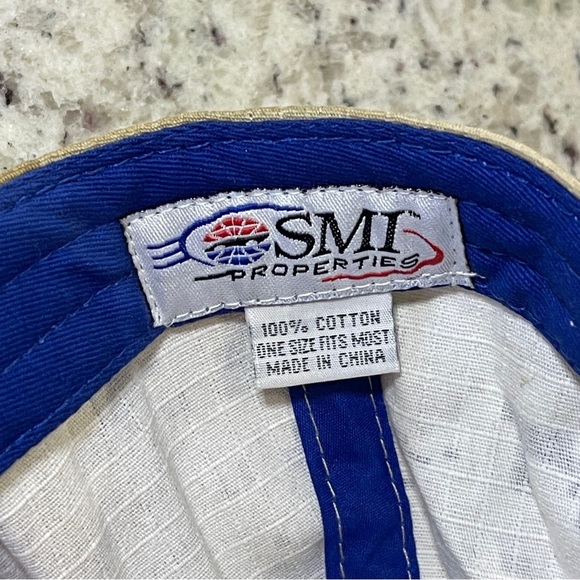 SMI™
PROPERTIES
100% COTTON
ONE SIZE FITS MOST
MADE IN CHINA